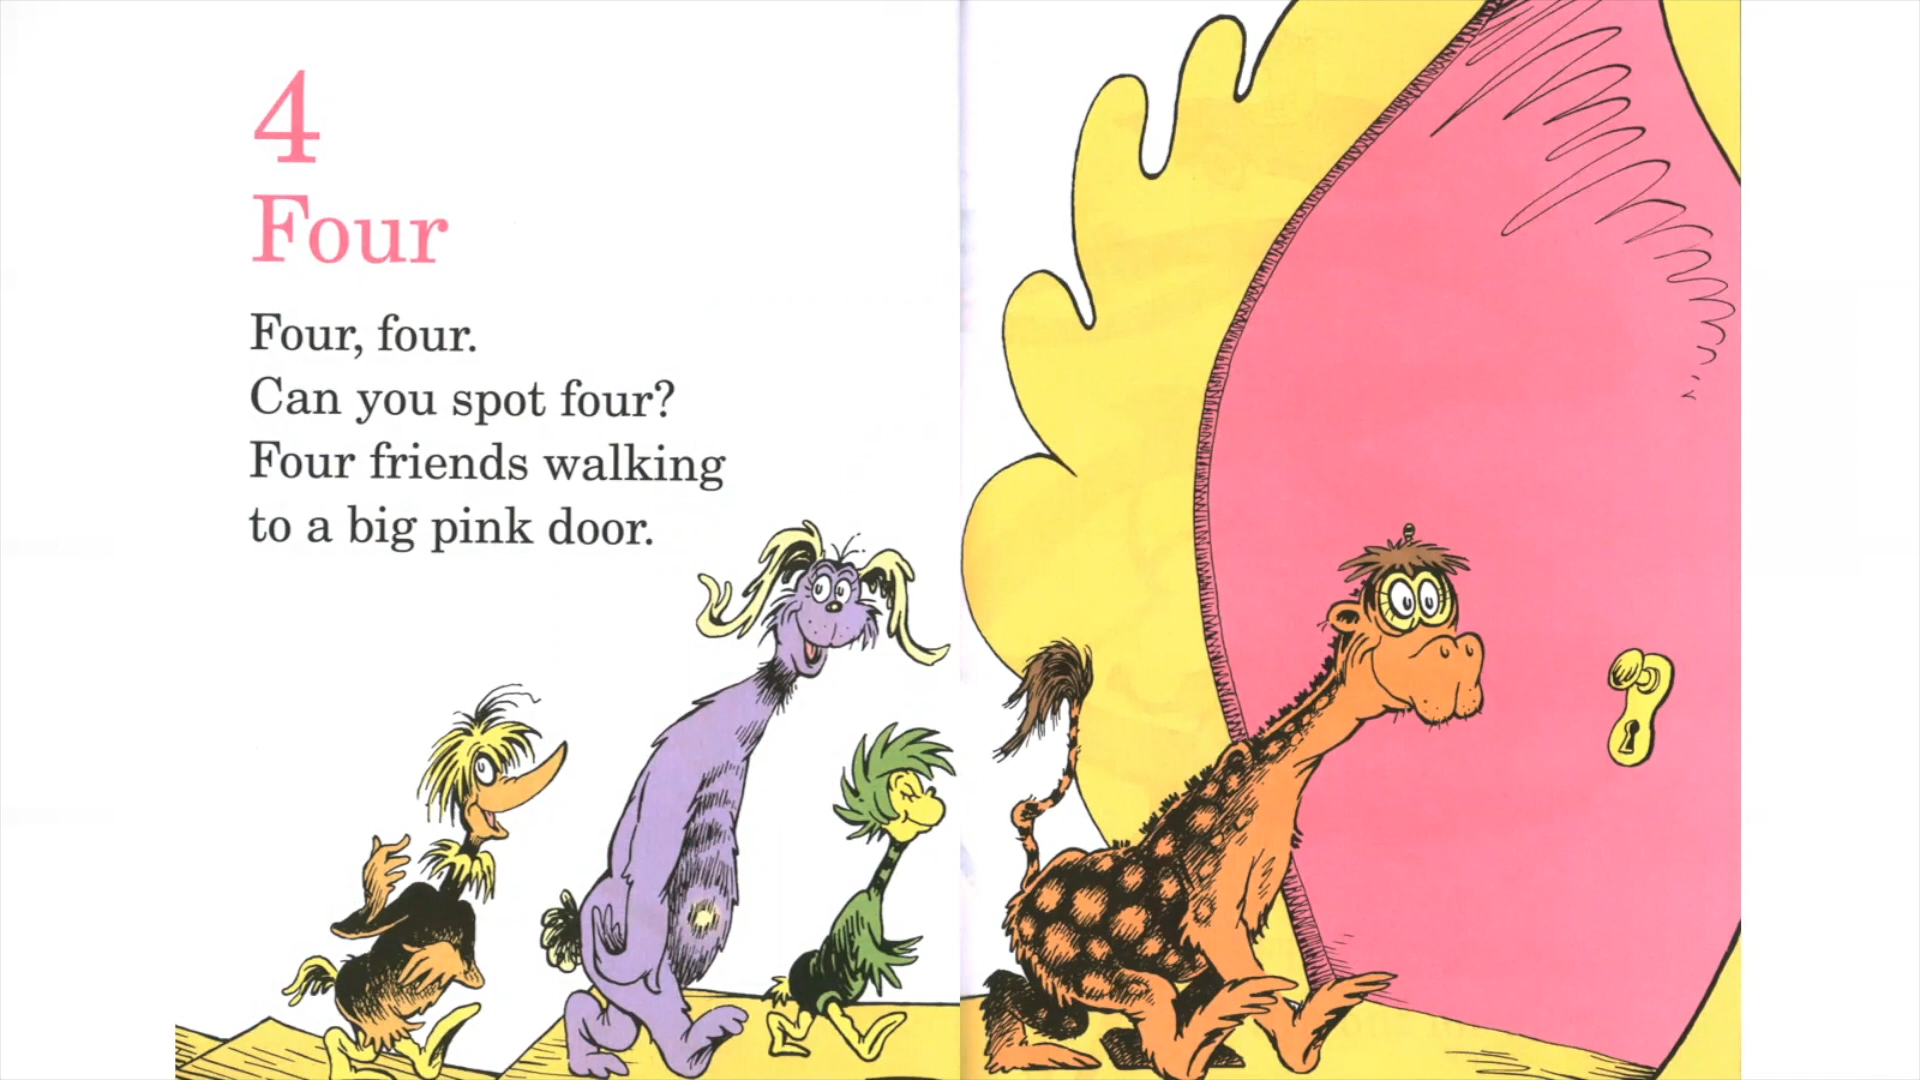 4
Four
Four, four.
Can you spot four?
Four friends walking
to a big pink door.